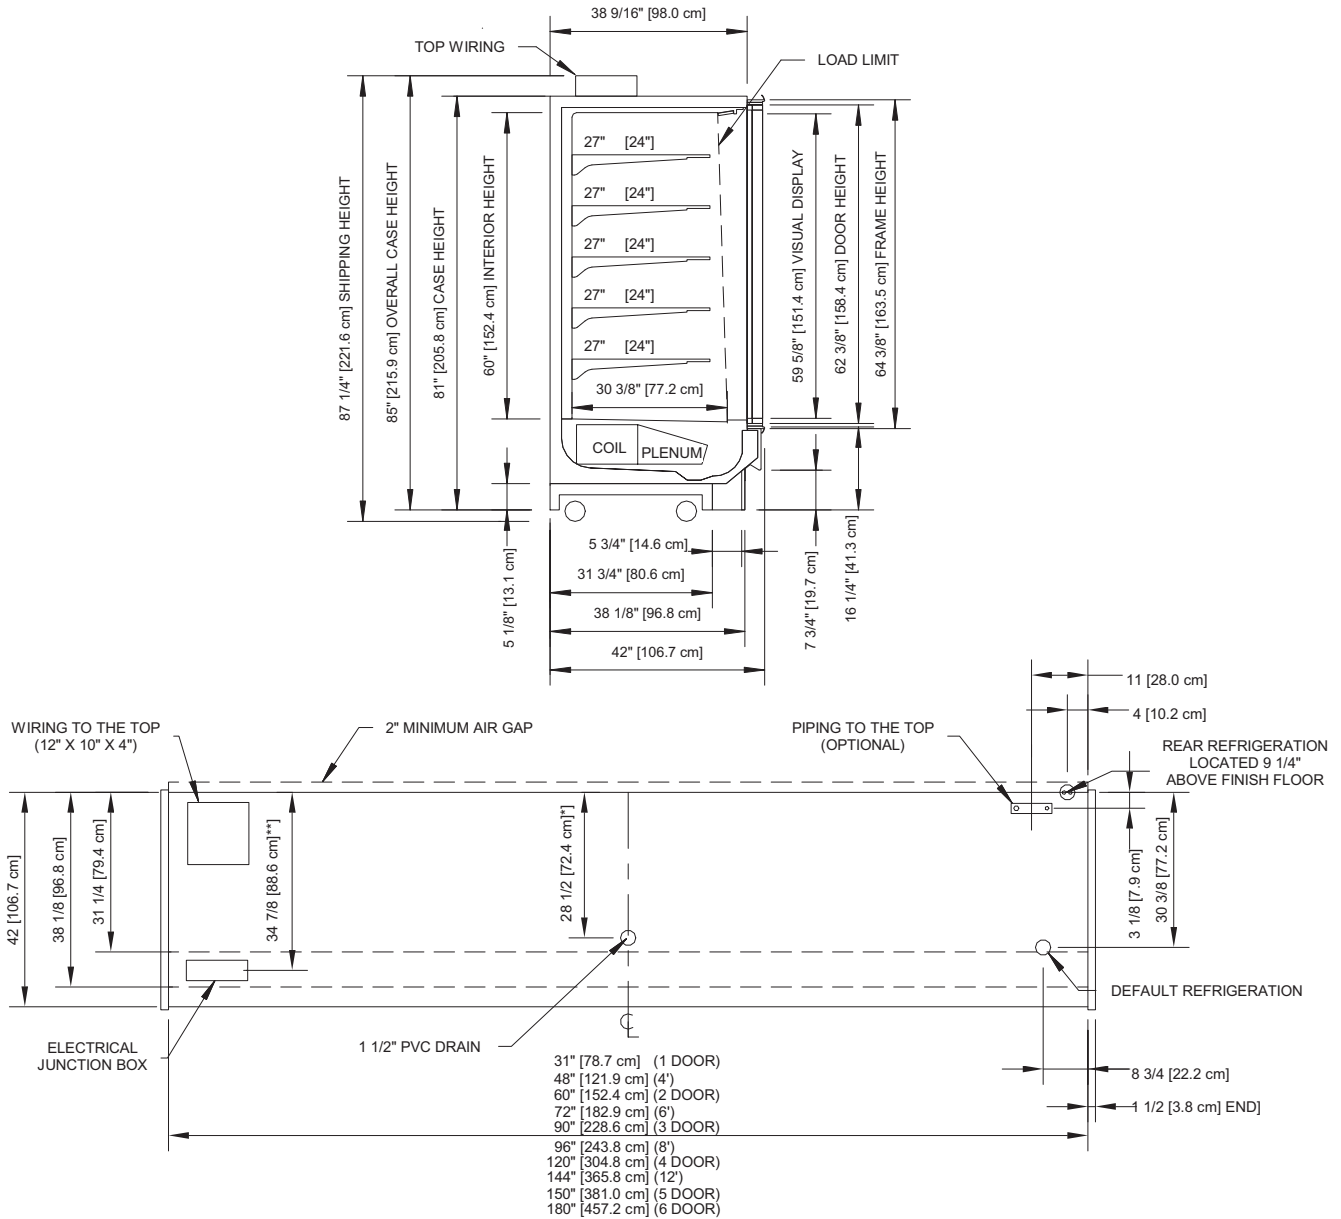 38 9/16" [98.0 cm]
TOP WIRING
LOAD LIMIT
87 1/4" [221.6 cm] SHIPPING HEIGHT
85" [215.9 cm] OVERALL CASE HEIGHT
81" [205.8 cm] CASE HEIGHT
60" [152.4 cm] INTERIOR HEIGHT
27" [24"]
27" [24"]
27" [24"]
27" [24"]
27" [24"]
30 3/8" [77.2 cm]
COIL
PLENUM
59 5/8" [151.4 cm] VISUAL DISPLAY
62 3/8" [158.4 cm] DOOR HEIGHT
64 3/8" [163.5 cm] FRAME HEIGHT
5 1/8" [13.1 cm]
5 3/4" [14.6 cm]
31 3/4" [80.6 cm]
38 1/8" [96.8 cm]
42" [106.7 cm]
7 3/4" [19.7 cm]
16 1/4" [41.3 cm]
11 [28.0 cm]
4 [10.2 cm]
WIRING TO THE TOP
(12" X 10" X 4")
2" MINIMUM AIR GAP
PIPING TO THE TOP
(OPTIONAL)
REAR REFRIGERATION
LOCATED 9 1/4"
ABOVE FINISH FLOOR
42 [106.7 cm]
38 1/8 [96.8 cm]
31 1/4 [79.4 cm]
34 7/8 [88.6 cm]**]
28 1/2 [72.4 cm]*]
3 1/8 [7.9 cm]
30 3/8 [77.2 cm]
DEFAULT REFRIGERATION
ELECTRICAL
JUNCTION BOX
1 1/2" PVC DRAIN
CL
31" [78.7 cm] (1 DOOR)
48" [121.9 cm] (4')
60" [152.4 cm] (2 DOOR)
72" [182.9 cm] (6')
90" [228.6 cm] (3 DOOR)
96" [243.8 cm] (8')
120" [304.8 cm] (4 DOOR)
144" [365.8 cm] (12')
150" [381.0 cm] (5 DOOR)
180" [457.2 cm] (6 DOOR)
8 3/4 [22.2 cm]
1 1/2 [3.8 cm] END]